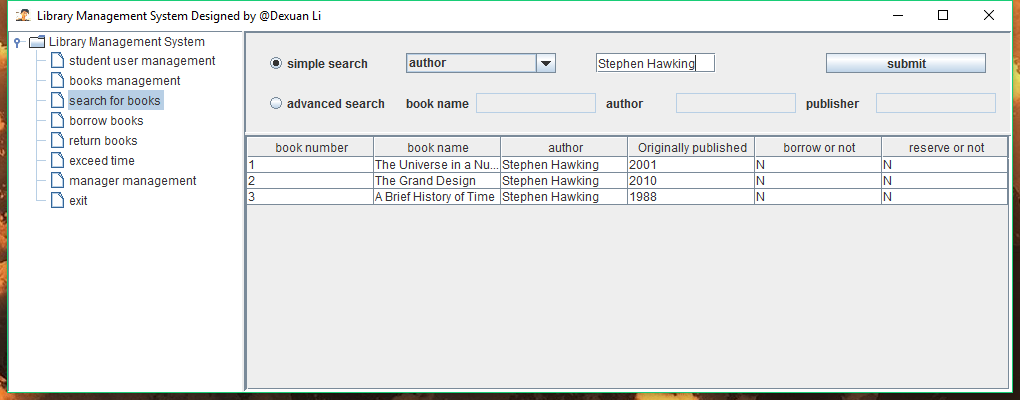 Library Management System Designed by @Dexuan Li
Library Management System
student user management
books management
search for books
borrow books
return books
exceed time
manager management
exit
simple search author Stephen Hawking submit
advanced search book name author publisher
book number book name author Originally published borrow or not reserve or not
1 The Universe in a Nu... Stephen Hawking 2001 N N
2 The Grand Design Stephen Hawking 2010 N N
3 A Brief History of Time Stephen Hawking 1988 N N